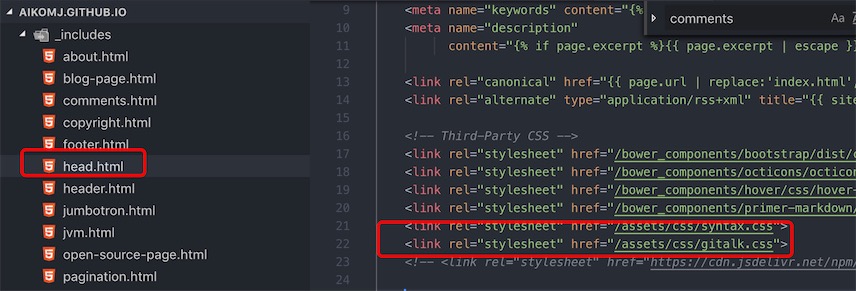 AIKOMJ.GITHUB.IO
_includes
about.html
blog-page.html
comments.html
copyright.html
footer.html
head.html
header.html
jumbotron.html
jvm.html
open-source-page.html
pagination.html
9 <meta name="keywords" content="{%
10 <meta name="description"
11 content="{% if page.excerpt %}{{ page.excerpt | escape }
12
13 <link rel="canonical" href="{{ page.url | replace:'index.html',
14 <link rel="alternate" type="application/rss+xml" title="{{ sit
15
16 <!-- Third-Party CSS -->
17 <link rel="stylesheet" href="/bower_components/bootstrap/dist/c
18 <link rel="stylesheet" href="/bower_components/octicons/octicon
19 <link rel="stylesheet" href="/bower_components/hover/css/hover-
20 <link rel="stylesheet" href="/bower_components/primer-markdown/
21 <link rel="stylesheet" href="/assets/css/syntax.css">
22 <link rel="stylesheet" href="/assets/css/gitalk.css">
23 <!-- <link rel="stylesheet" href="https://cdn.jsdelivr.net/npm/
24
comments
Aa